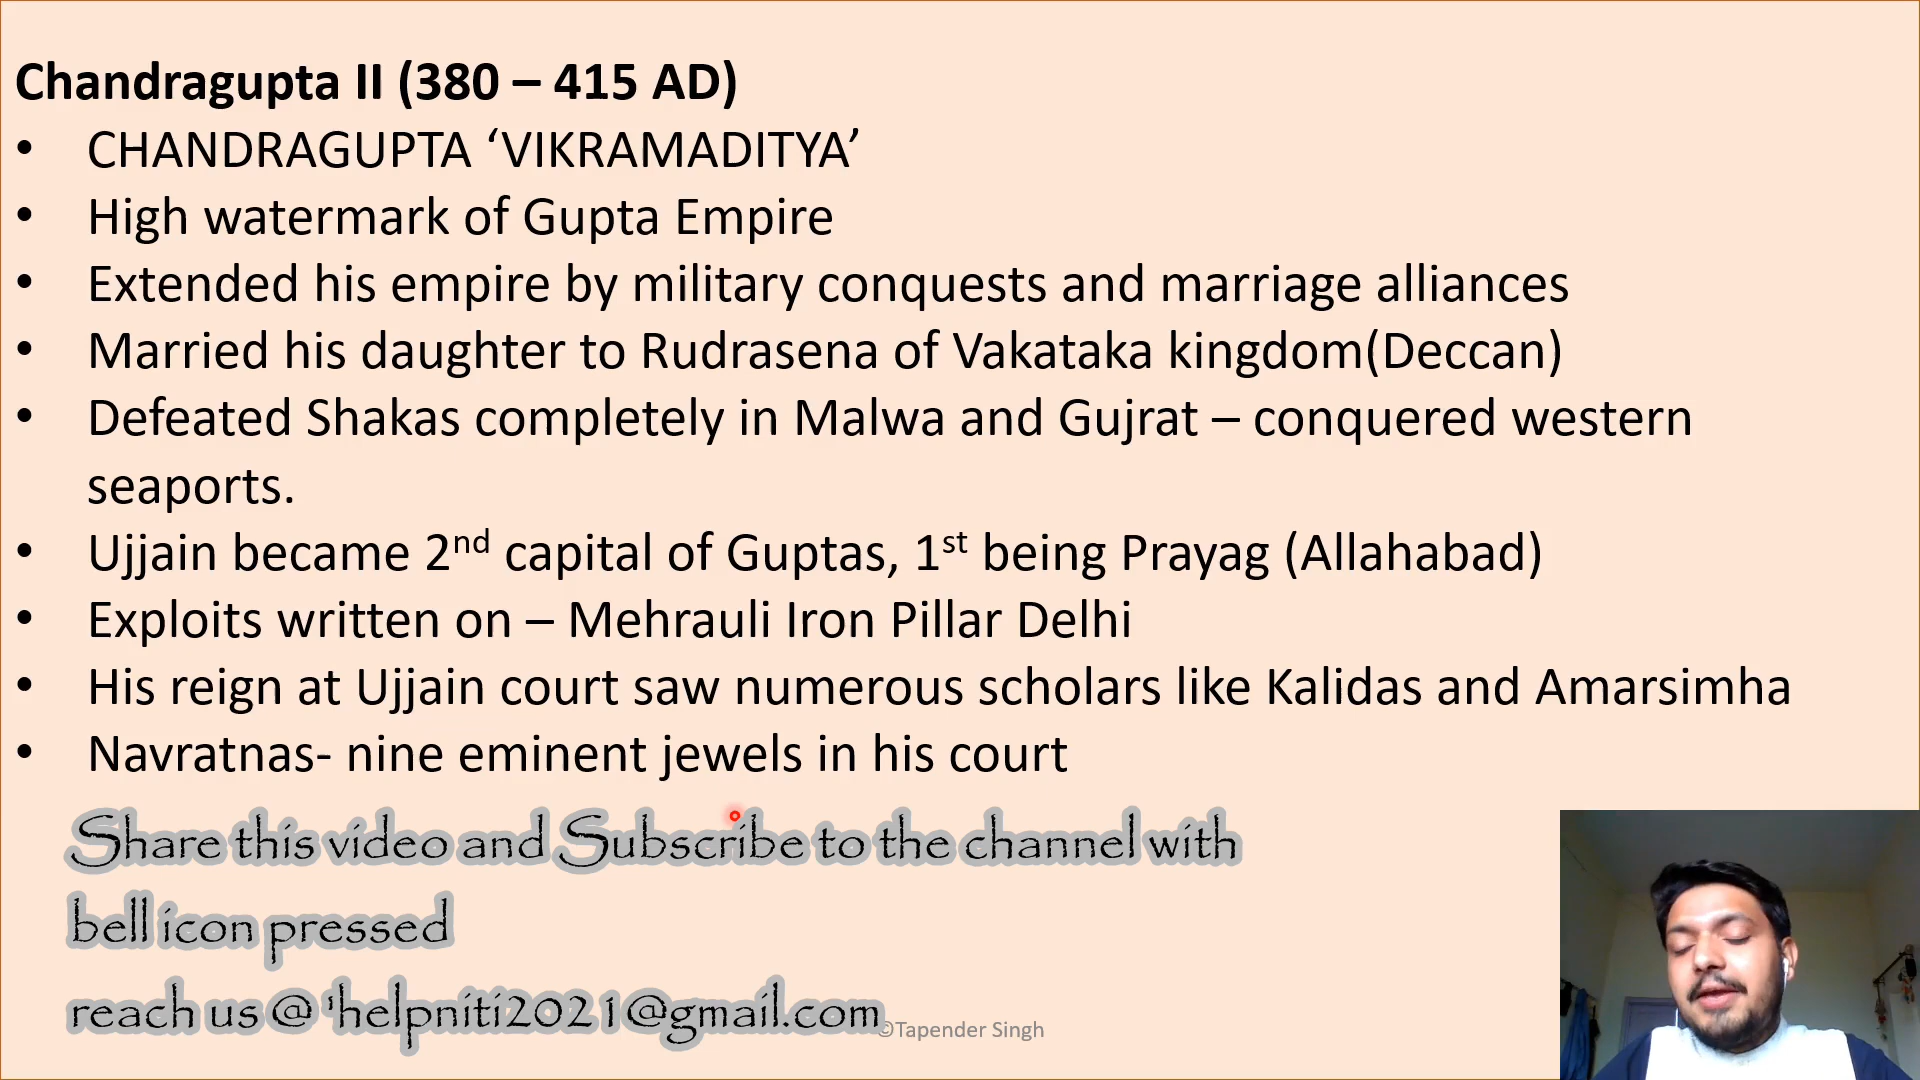 Chandragupta II (380 – 415 AD)
• CHANDRAGUPTA ‘VIKRAMADITYA’
• High watermark of Gupta Empire
• Extended his empire by military conquests and marriage alliances
• Married his daughter to Rudrasena of Vakataka kingdom(Deccan)
• Defeated Shakas completely in Malwa and Gujrat – conquered western
seaports.
• Ujjain became 2nd capital of Guptas, 1st being Prayag (Allahabad)
• Exploits written on – Mehrauli Iron Pillar Delhi
• His reign at Ujjain court saw numerous scholars like Kalidas and Amarsimha
• Navratnas- nine eminent jewels in his court
Share this video and Subscribe to the channel with
bell icon pressed
reach us @ 'helpniti2021@gmail.com
©Tapender Singh